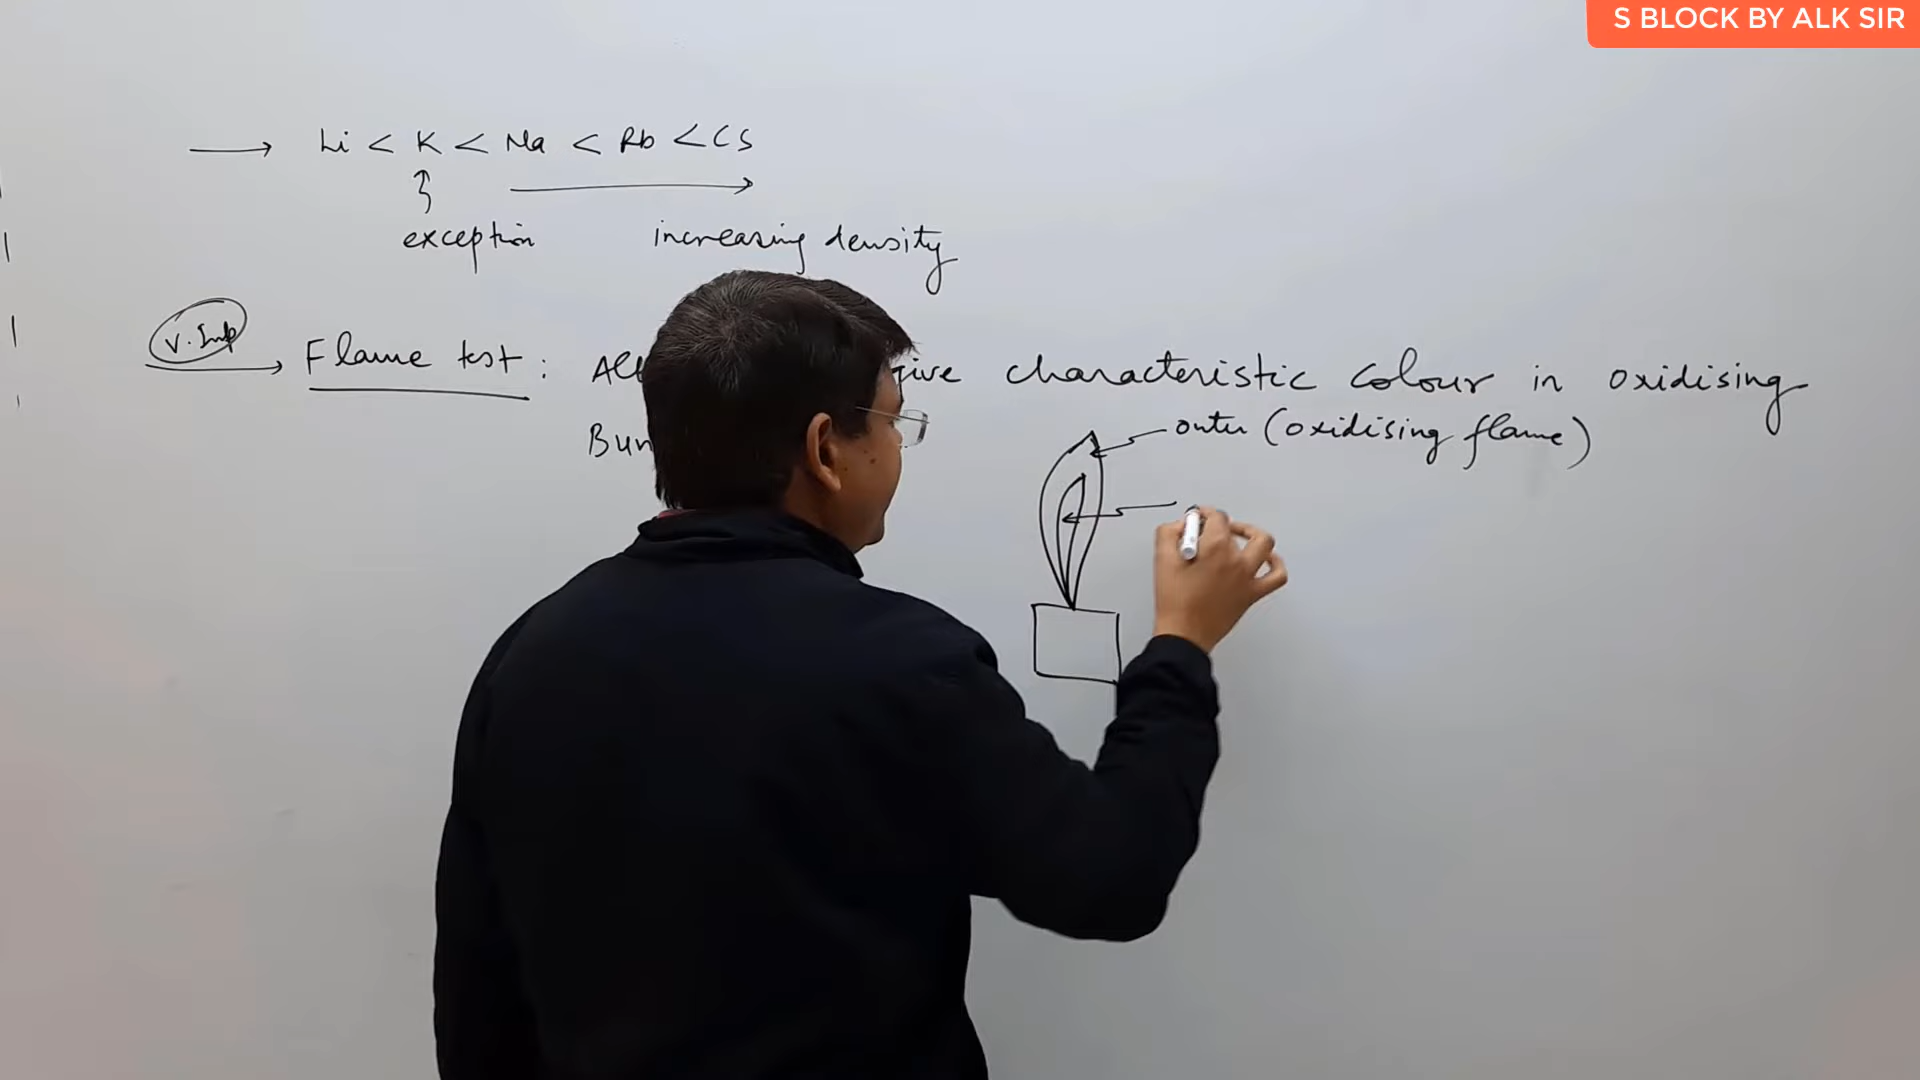 S BLOCK BY ALK SIR
Li < K < Na < Rb < Cs
exception increasing density
V. Imp
Flame test : give characteristic colour in oxidising
outer (oxidising flame)